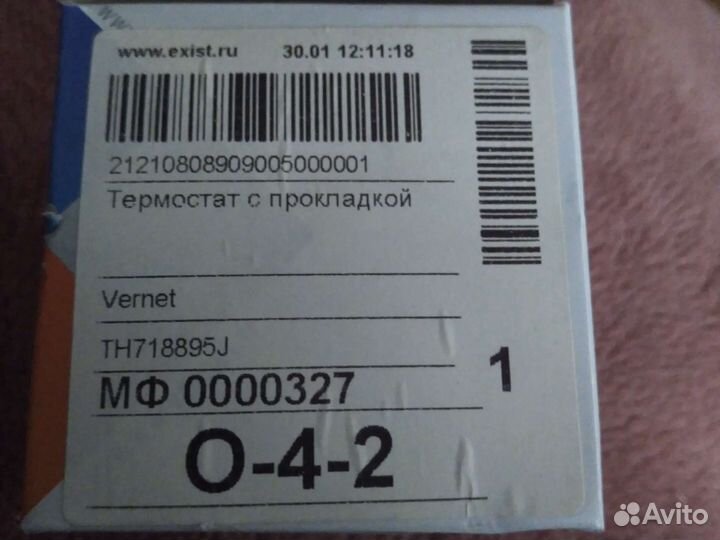 www.exist.ru 30.01 12:11:18
21210808909005000001
Термостат с прокладкой
Vernet
TH718895J
МФ 0000327
1
О-4-2
Avito